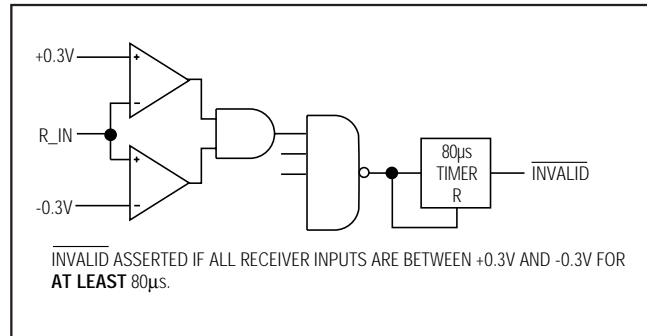 +0.3V
R_IN
-0.3V
+
-
+
-
80µs
TIMER
R
INVALID
INVALID ASSERTED IF ALL RECEIVER INPUTS ARE BETWEEN +0.3V AND -0.3V FOR
AT LEAST 80µs.